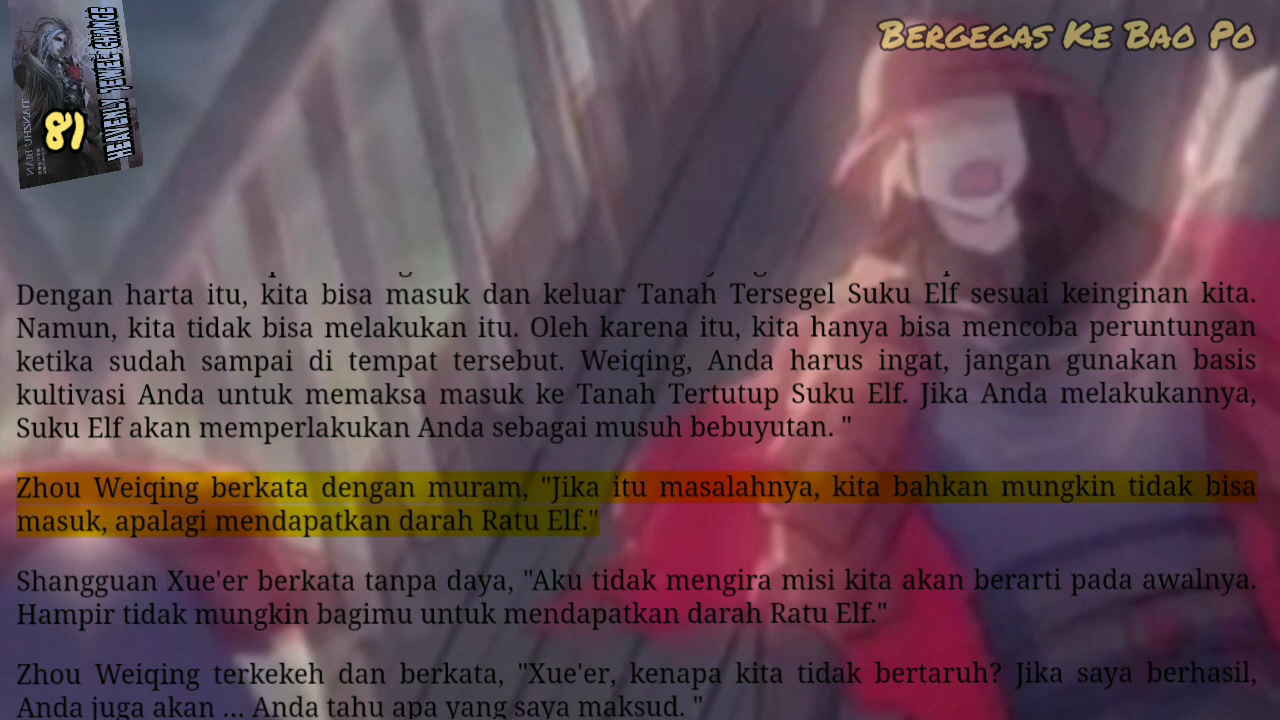 Bergegas Ke Bao Po
HEAVENLY JEWEL CHANGE
81
Dengan harta itu, kita bisa masuk dan keluar Tanah Tersegel Suku Elf sesuai keinginan kita.
Namun, kita tidak bisa melakukan itu. Oleh karena itu, kita hanya bisa mencoba peruntungan
ketika sudah sampai di tempat tersebut. Weiqing, Anda harus ingat, jangan gunakan basis
kultivasi Anda untuk memaksa masuk ke Tanah Tertutup Suku Elf. Jika Anda melakukannya,
Suku Elf akan memperlakukan Anda sebagai musuh bebuyutan. "
Zhou Weiqing berkata dengan muram, "Jika itu masalahnya, kita bahkan mungkin tidak bisa
masuk, apalagi mendapatkan darah Ratu Elf."
Shangguan Xue'er berkata tanpa daya, "Aku tidak mengira misi kita akan berarti pada awalnya.
Hampir tidak mungkin bagimu untuk mendapatkan darah Ratu Elf."
Zhou Weiqing terkekeh dan berkata, "Xue'er, kenapa kita tidak bertaruh? Jika saya berhasil,
Anda juga akan ... Anda tahu apa yang saya maksud. "